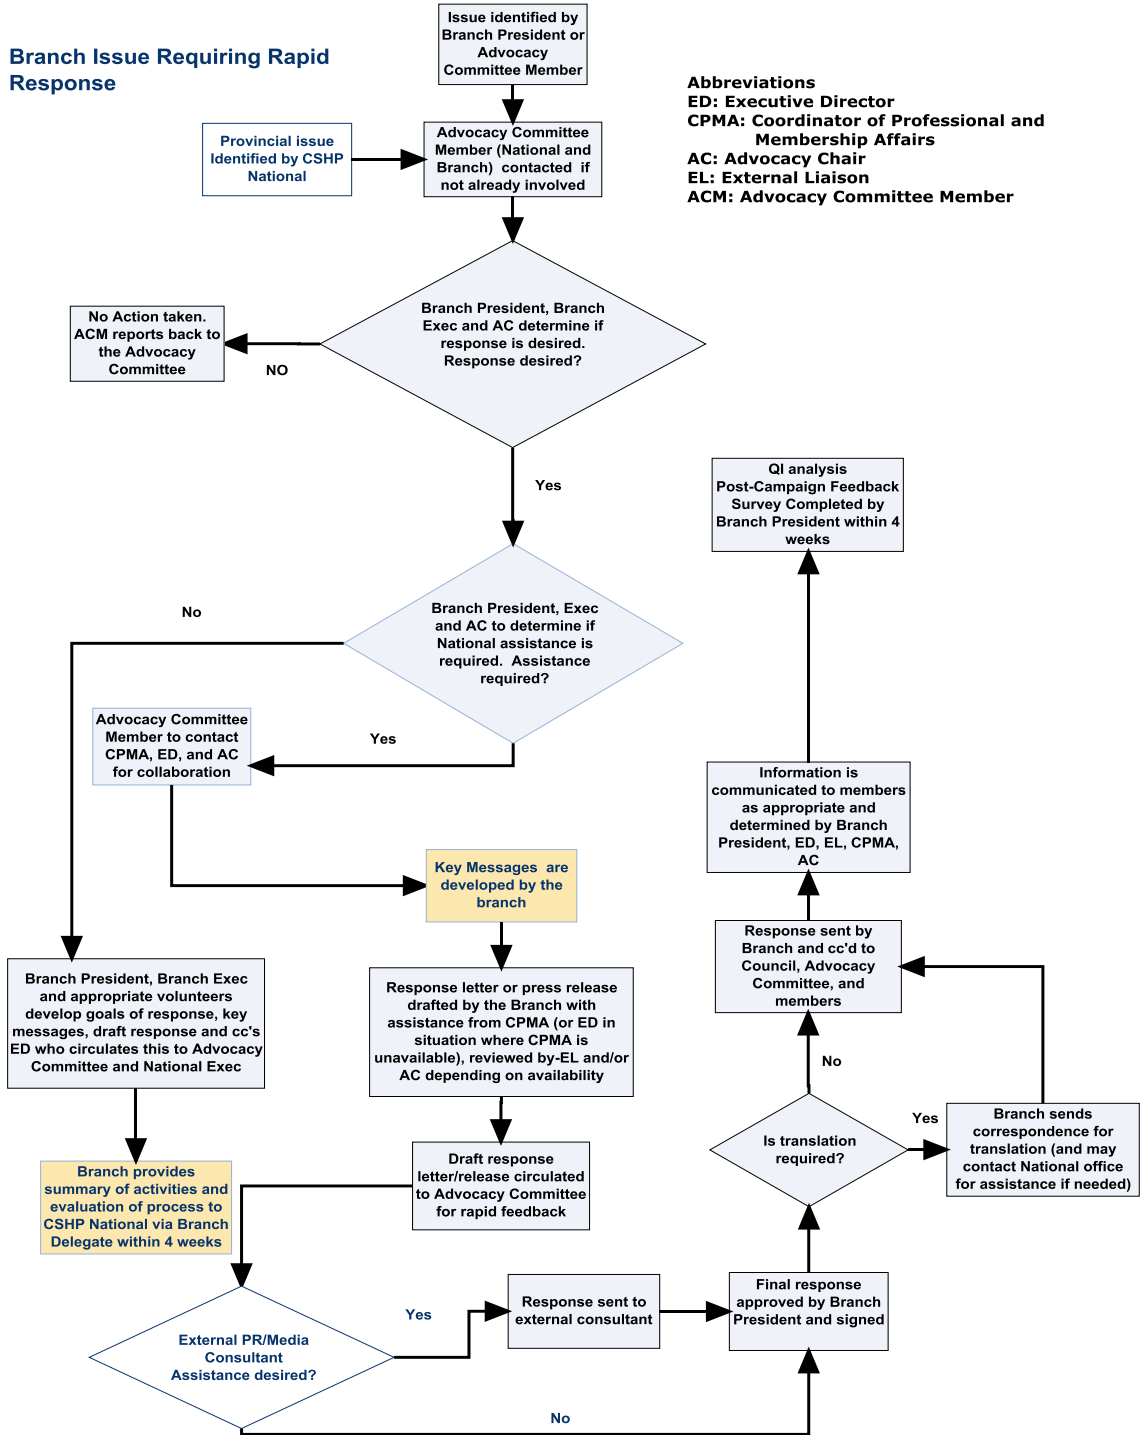 Issue identified by
Branch President or
Advocacy
Committee Member
Branch Issue Requiring Rapid
Response
Abbreviations
ED: Executive Director
CPMA: Coordinator of Professional and
Membership Affairs
AC: Advocacy Chair
EL: External Liaison
ACM: Advocacy Committee Member
Provincial issue
Identified by CSHP
National
Advocacy Committee
Member (National and
Branch) contacted if
not already involved
Branch President, Branch
Exec and AC determine if
response is desired.
Response desired?
No Action taken.
ACM reports back to
the Advocacy
Committee
NO
Yes
QI analysis
Post-Campaign Feedback
Survey Completed by
Branch President within 4
weeks
Branch President, Exec
and AC to determine if
National assistance is
required. Assistance
required?
No
Yes
Advocacy Committee
Member to contact
CPMA, ED, and AC
for collaboration
Information is
communicated to members
as appropriate and
determined by Branch
President, ED, EL, CPMA,
AC
Key Messages are
developed by the
branch
Response sent by
Branch and cc'd to
Council, Advocacy
Committee, and
members
Branch President, Branch Exec
and appropriate volunteers
develop goals of response, key
messages, draft response and cc's
ED who circulates this to Advocacy
Committee and National Exec
Response letter or press release
drafted by the Branch with
assistance from CPMA (or ED in
situation where CPMA is
unavailable), reviewed by-EL and/or
AC depending on availability
No
Is translation
required?
Yes
Branch sends
correspondence for
translation (and may
contact National office
for assistance if needed)
Branch provides
summary of activities and
evaluation of process to
CSHP National via Branch
Delegate within 4 weeks
Draft response
letter/release circulated
to Advocacy Committee
for rapid feedback
External PR/Media
Consultant
Assistance desired?
Yes
Response sent to
external consultant
Final response
approved by Branch
President and signed
No